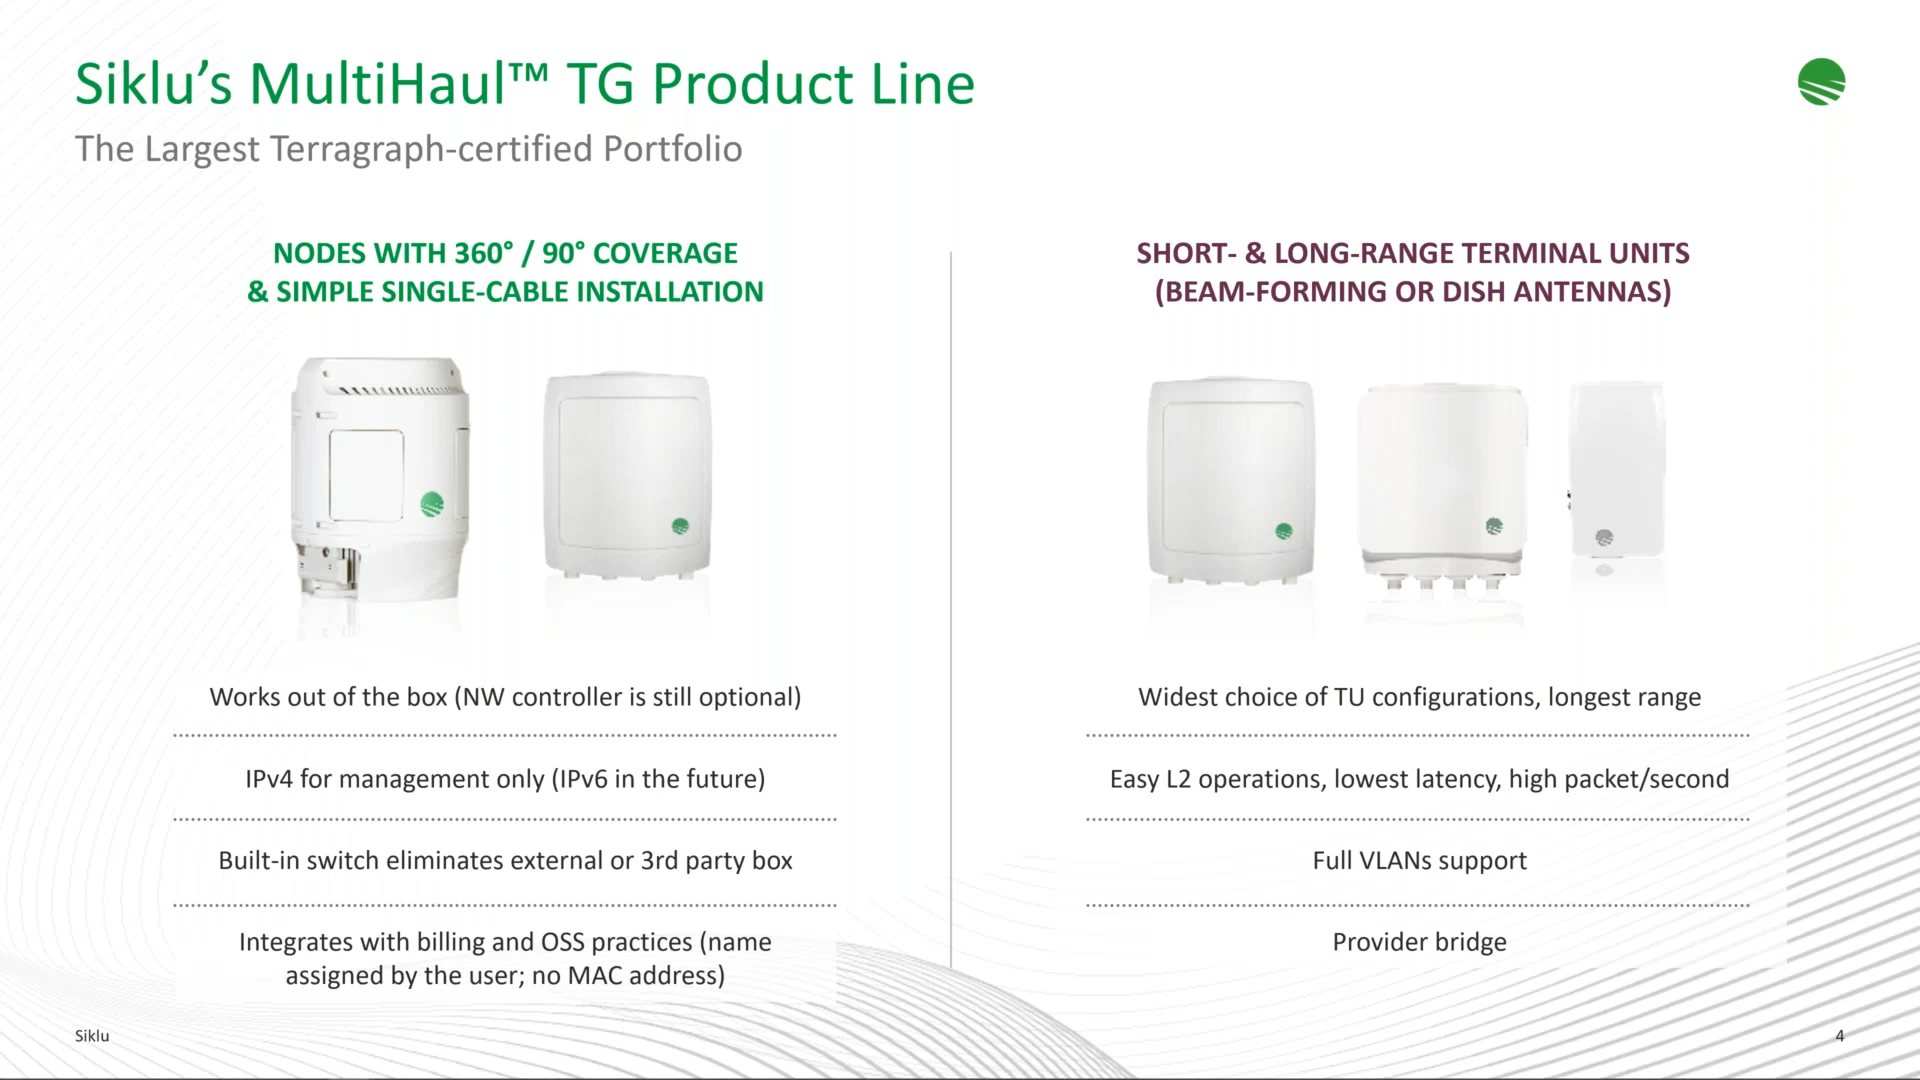 Siklu’s MultiHaul™ TG Product Line
The Largest Terragraph-certified Portfolio
NODES WITH 360° / 90° COVERAGE
& SIMPLE SINGLE-CABLE INSTALLATION
Works out of the box (NW controller is still optional)
IPv4 for management only (IPv6 in the future)
Built-in switch eliminates external or 3rd party box
Integrates with billing and OSS practices (name
assigned by the user; no MAC address)
SHORT- & LONG-RANGE TERMINAL UNITS
(BEAM-FORMING OR DISH ANTENNAS)
Widest choice of TU configurations, longest range
Easy L2 operations, lowest latency, high packet/second
Full VLANs support
Provider bridge
Siklu
4